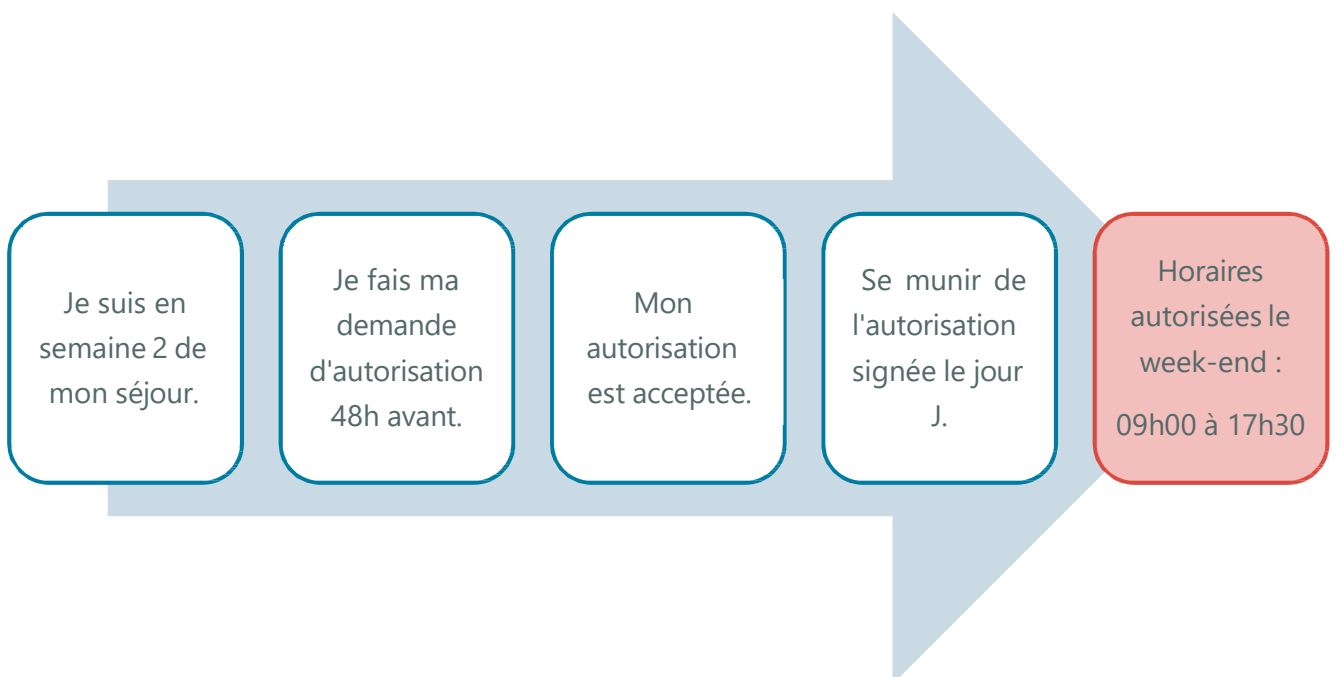 Je suis en
semaine 2 de
mon séjour.
Je fais ma
demande
d'autorisation
48h avant.
Mon
autorisation
est acceptée.
Se munir de
l'autorisation
signée le jour
J.
Horaires
autorisées le
week-end :
09h00 à 17h30